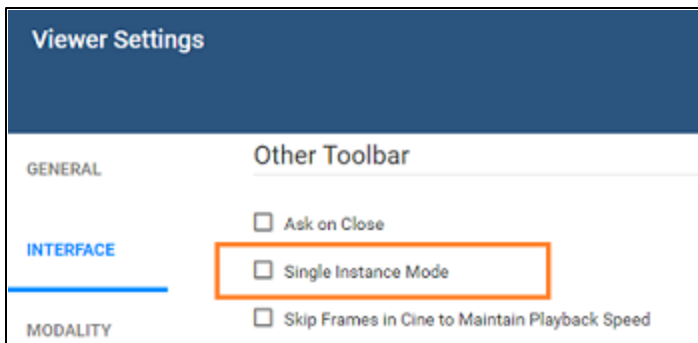 Viewer Settings
Other Toolbar
GENERAL
Ask on Close
INTERFACE
Single Instance Mode
Skip Frames in Cine to Maintain Playback Speed
MODALITY